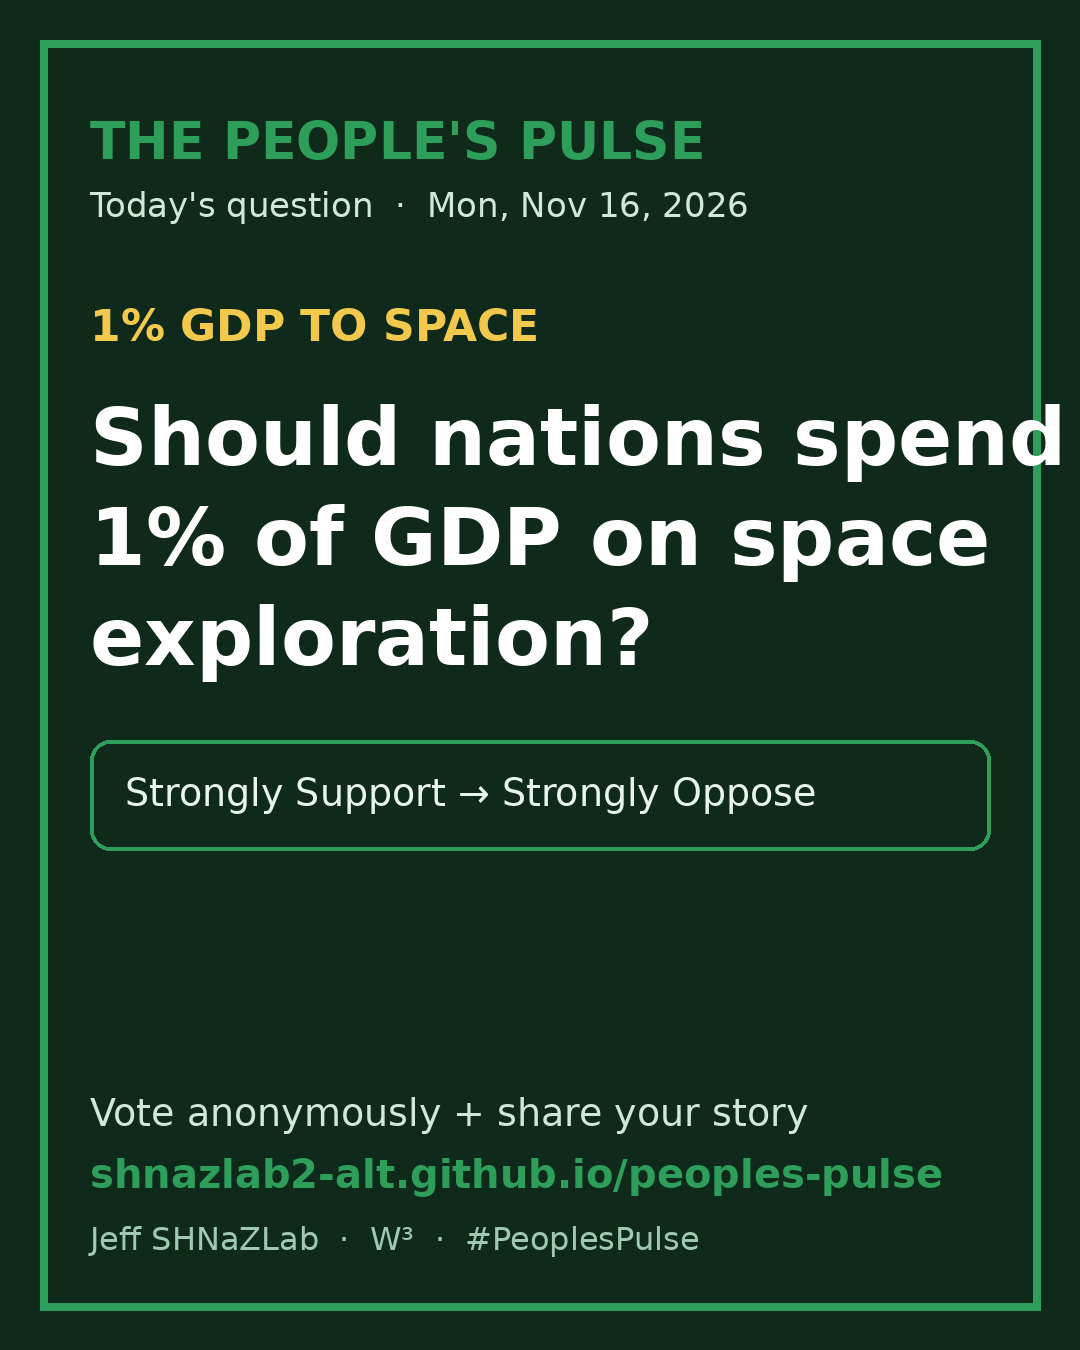 THE PEOPLE'S PULSE
Today's question · Mon, Nov 16, 2026
1% GDP TO SPACE
Should nations spend
1% of GDP on space
exploration?
Strongly Support → Strongly Oppose
Vote anonymously + share your story
shnazlab2-alt.github.io/peoples-pulse
Jeff SHNaZLab · W³ · #PeoplesPulse